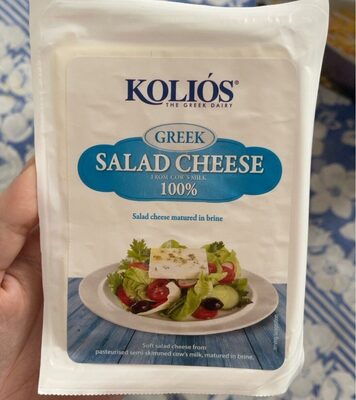 KOLIÓS®
THE GREEK DAIRY
GREEK
SALAD CHEESE
FROM COW'S MILK
100%
Salad cheese matured in brine
Soft salad cheese from
pasteurised semi-skimmed cow's milk, matured in brine.